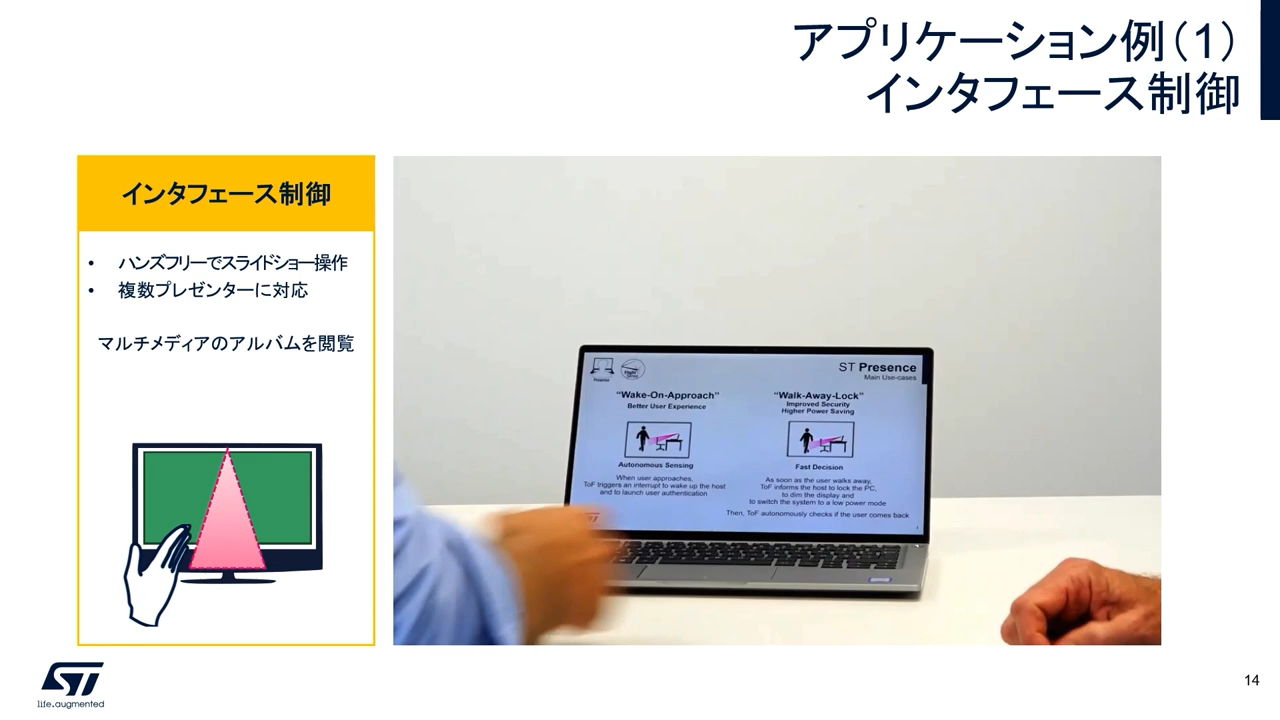 アプリケーション例（1）
インタフェース制御
インタフェース制御
• ハンズフリーでスライドショー操作
• 複数プレゼンターに対応
マルチメディアのアルバムを閲覧
ST Presence
Main Use-cases
"Wake-On-Approach"
Better User Experience
Autonomous Sensing
When user approaches,
ToF triggers an interrupt to wake up the host
and to launch user authentication
"Walk-Away-Lock"
Improved Security
Higher Power Saving
Fast Decision
As soon as the user walks away,
ToF informs the host to lock the PC,
to dim the display and
to switch the system to a low power mode
Then, ToF autonomously checks if the user comes back
ST
life.augmented
14